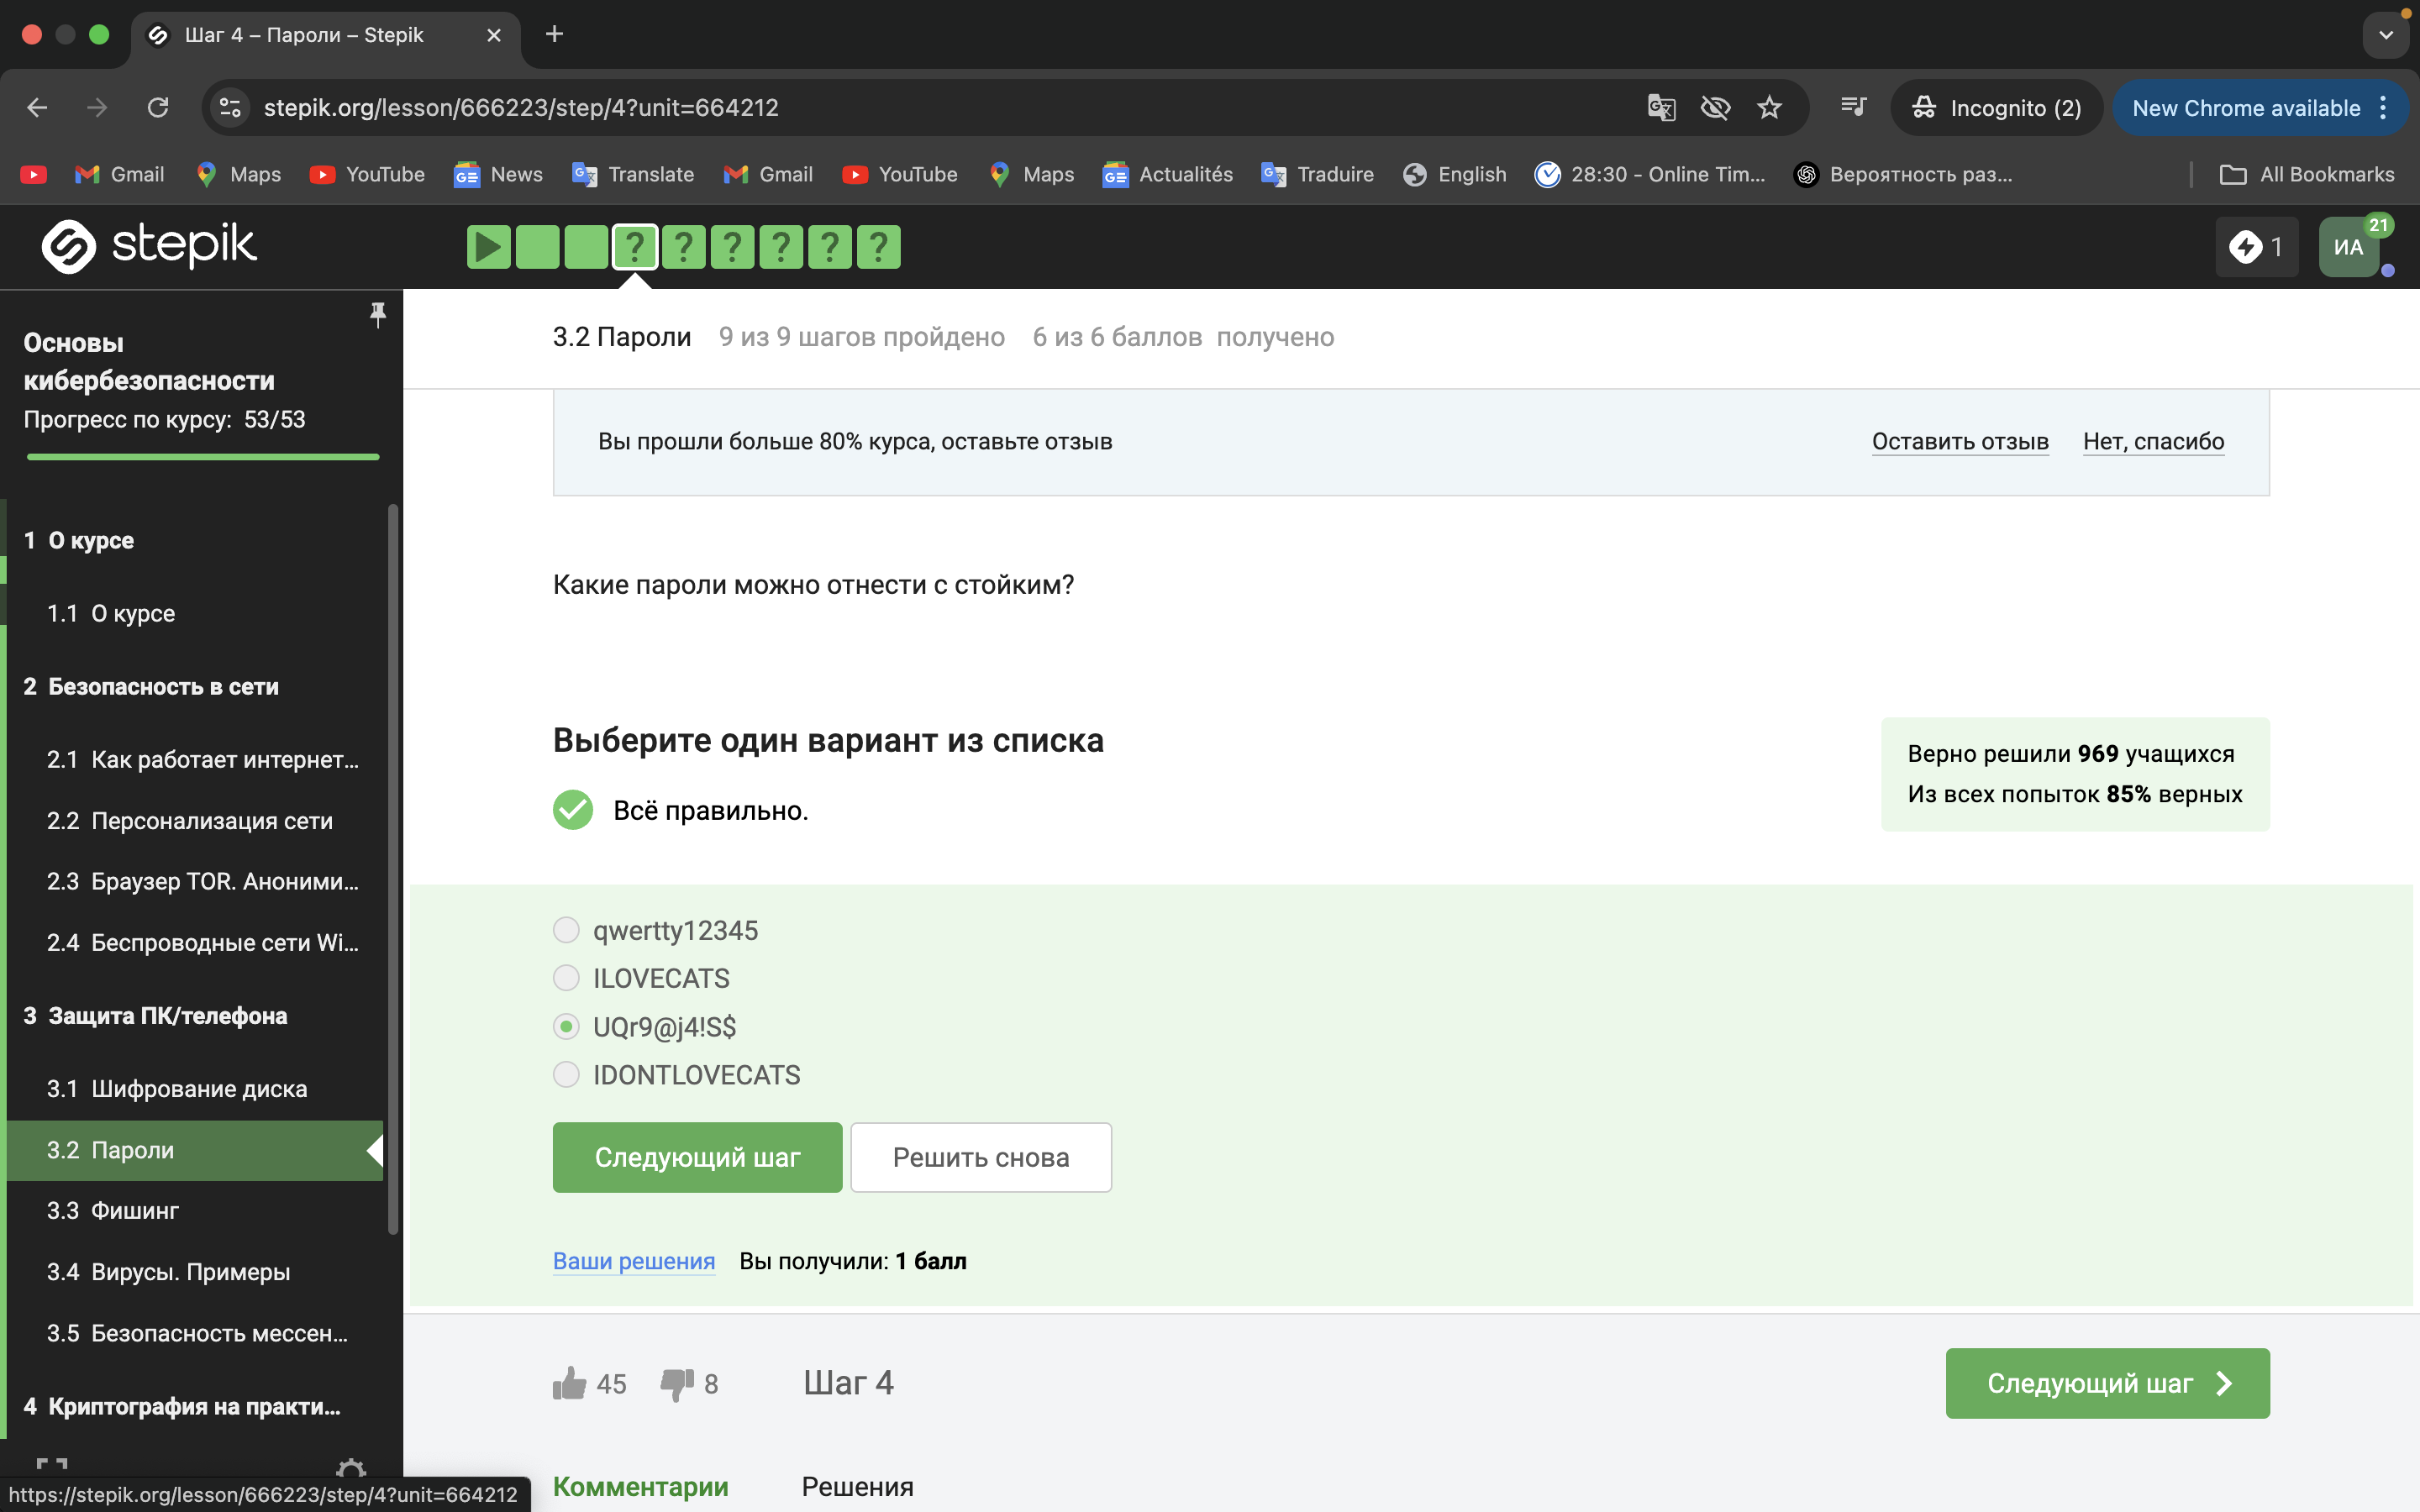 Шаг 4 – Пароли – Stepik
stepik.org/lesson/666223/step/4?unit=664212
Incognito (2)
New Chrome available
Gmail
Maps
YouTube
News
Translate
Gmail
YouTube
Maps
Actualités
Traduire
English
28:30 - Online Tim...
Вероятность раз...
All Bookmarks
stepik
? ? ? ? ? ?
1
ИА
21
Основы
кибербезопасности
Прогресс по курсу: 53/53
1 О курсе
1.1 О курсе
2 Безопасность в сети
2.1 Как работает интернет...
2.2 Персонализация сети
2.3 Браузер TOR. Аноними...
2.4 Беспроводные сети Wi...
3 Защита ПК/телефона
3.1 Шифрование диска
3.2 Пароли
3.3 Фишинг
3.4 Вирусы. Примеры
3.5 Безопасность мессен...
4 Криптография на практи...
https://stepik.org/lesson/666223/step/4?unit=664212
3.2 Пароли 9 из 9 шагов пройдено 6 из 6 баллов получено
Вы прошли больше 80% курса, оставьте отзыв
Оставить отзыв
Нет, спасибо
Какие пароли можно отнести с стойким?
Выберите один вариант из списка
Всё правильно.
Верно решили 969 учащихся
Из всех попыток 85% верных
qwertty12345
ILOVECATS
UQr9@j4!S$
IDONTLOVECATS
Следующий шаг
Решить снова
Ваши решения Вы получили: 1 балл
45
8
Шаг 4
Следующий шаг
Комментарии
Решения